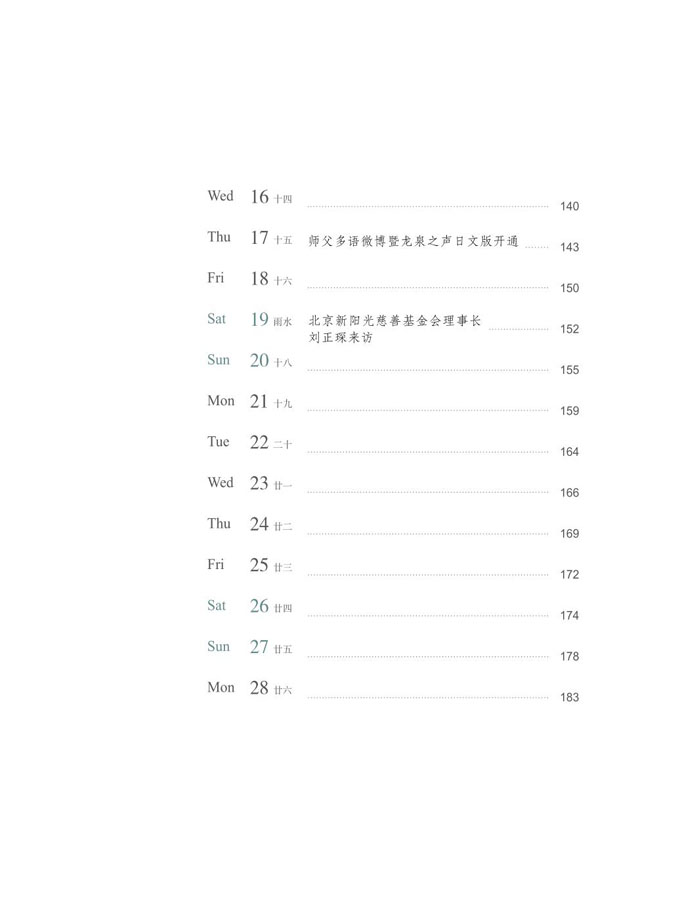 Wed 16 十四 140
Thu 17 十五 师父多语微博暨龙泉之声日文版开通 143
Fri 18 十六 150
Sat 19 雨水 北京新阳光慈善基金会理事长 152
刘正琛来访
Sun 20 十八 155
Mon 21 十九 159
Tue 22 二十 164
Wed 23 廿一 166
Thu 24 廿二 169
Fri 25 廿三 172
Sat 26 廿四 174
Sun 27 廿五 178
Mon 28 廿六 183